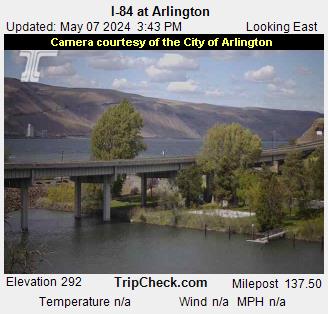 I-84 at Arlington
Updated: May 07 2024 3:43 PM Looking East
Camera courtesy of the City of Arlington
Elevation 292 TripCheck.com Milepost 137.50
Temperature n/a Wind n/a MPH n/a